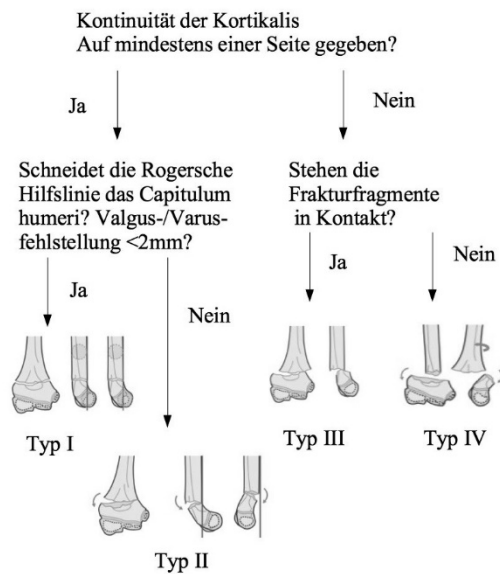 Kontinuität der Kortikalis
Auf mindestens einer Seite gegeben?
Ja
Nein
Schneidet die Rogersche
Hilfslinie das Capitulum
humeri? Valgus-/Varus-
fehlstellung <2mm?
Stehen die
Frakturfragmente
in Kontakt?
Ja
Nein
Ja
Nein
Typ I
Typ II
Typ III
Typ IV